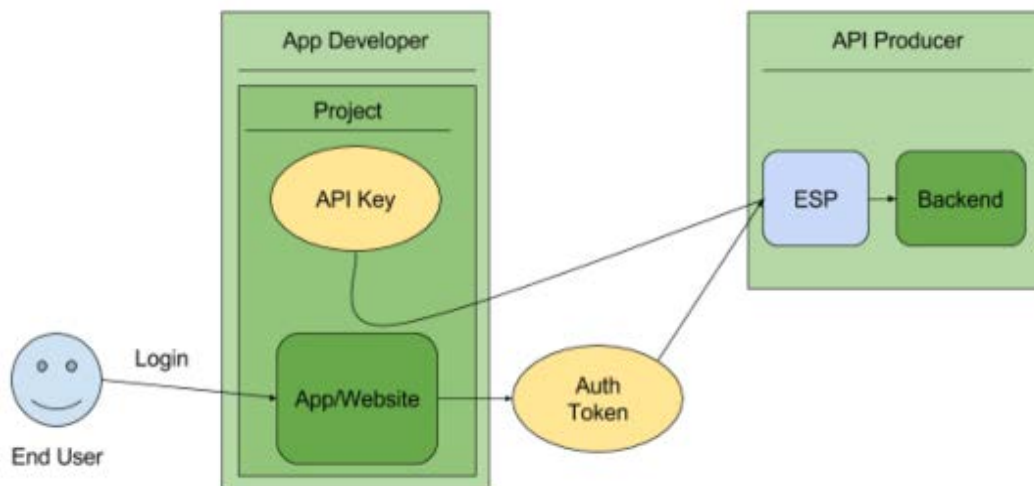 App Developer
API Producer
Project
API Key
ESP
Backend
Login
App/Website
Auth
Token
End User